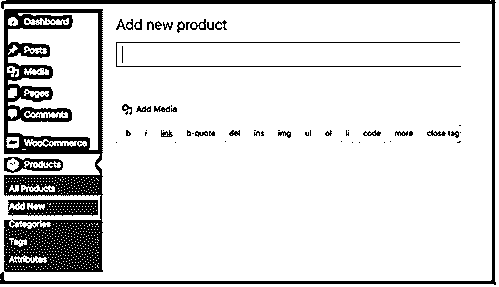 Dashboard
Posts
Media
Pages
Comments
WooCommerce
Products
All Products
Add New
Categories
Tags
Attributes
Add new product
Add Media
b i link b-quote del ins img ul ol li code more close tag